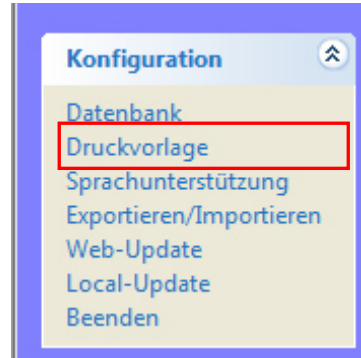 Konfiguration
Datenbank
Druckvorlage
Sprachunterstützung
Exportieren/Importieren
Web-Update
Local-Update
Beenden